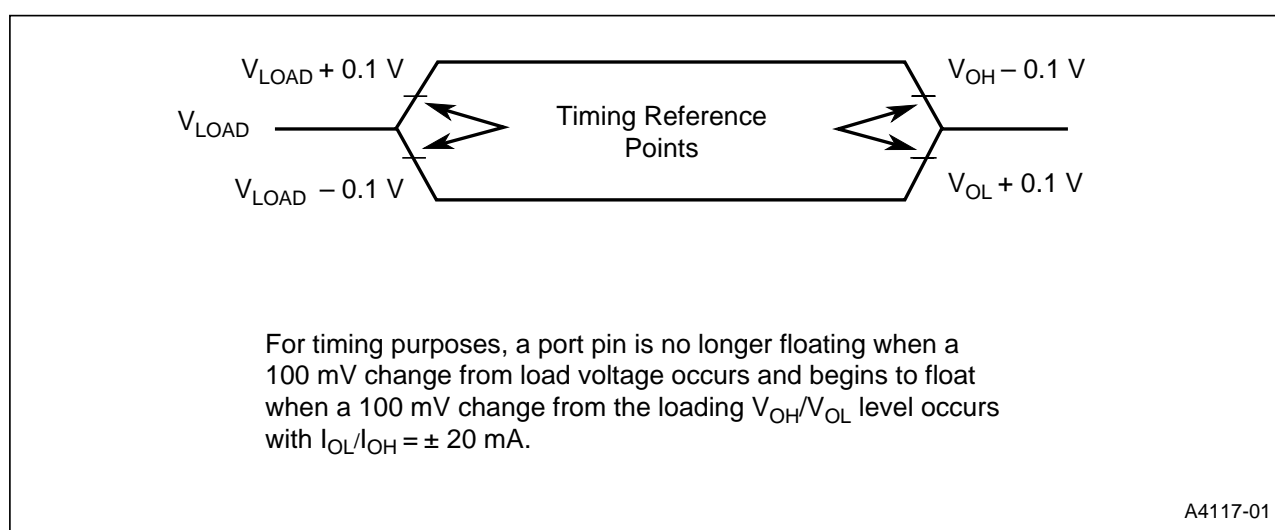 V_LOAD + 0.1 V
V_OH – 0.1 V
V_LOAD
Timing Reference
Points
V_LOAD – 0.1 V
V_OL + 0.1 V
For timing purposes, a port pin is no longer floating when a
100 mV change from load voltage occurs and begins to float
when a 100 mV change from the loading V_OH/V_OL level occurs
with I_OL/I_OH = ± 20 mA.
A4117-01